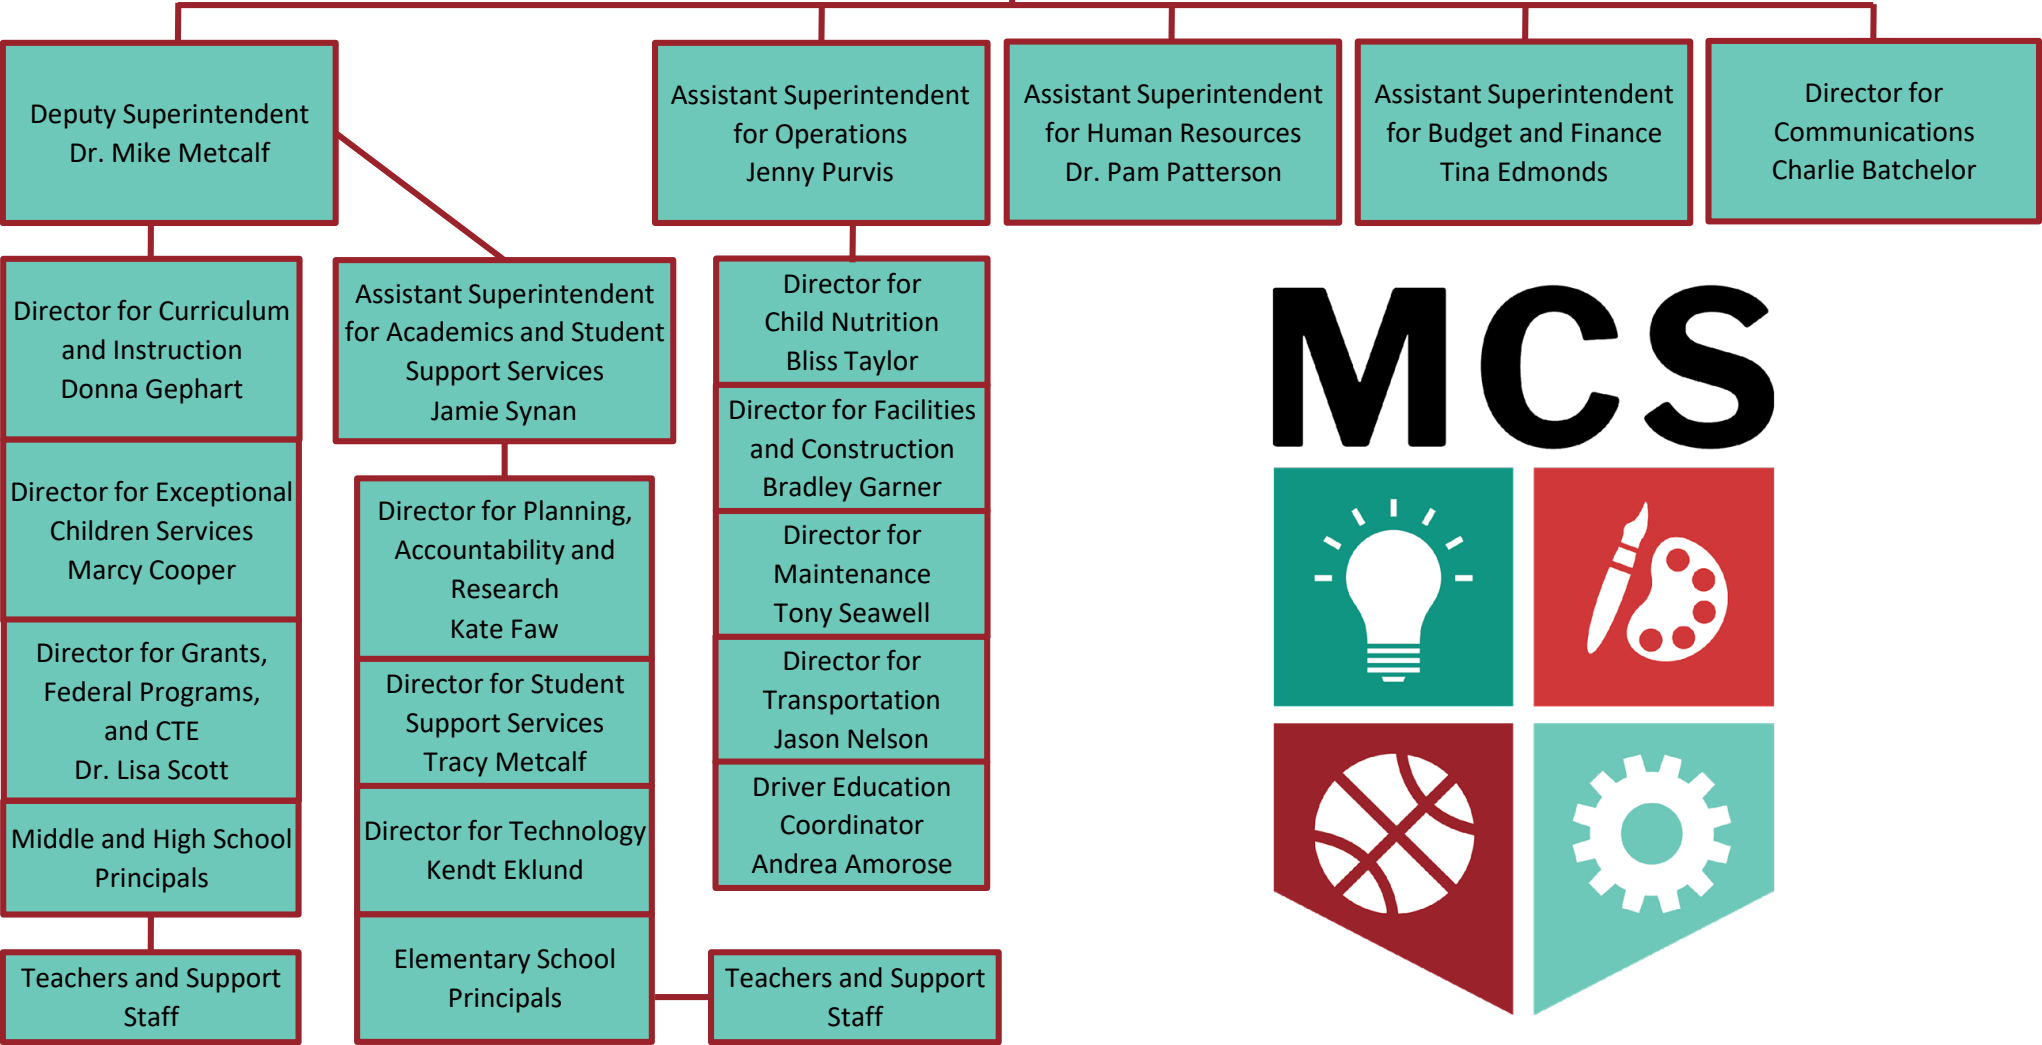 Deputy Superintendent
Dr. Mike Metcalf
Assistant Superintendent
for Operations
Jenny Purvis
Assistant Superintendent
for Human Resources
Dr. Pam Patterson
Assistant Superintendent
for Budget and Finance
Tina Edmonds
Director for
Communications
Charlie Batchelor
Director for Curriculum
and Instruction
Donna Gephart
Director for Exceptional
Children Services
Marcy Cooper
Director for Grants,
Federal Programs,
and CTE
Dr. Lisa Scott
Middle and High School
Principals
Teachers and Support
Staff
Assistant Superintendent
for Academics and Student
Support Services
Jamie Synan
Director for Planning,
Accountability and
Research
Kate Faw
Director for Student
Support Services
Tracy Metcalf
Director for Technology
Kendt Eklund
Elementary School
Principals
Teachers and Support
Staff
Director for
Child Nutrition
Bliss Taylor
Director for Facilities
and Construction
Bradley Garner
Director for
Maintenance
Tony Seawell
Director for
Transportation
Jason Nelson
Driver Education
Coordinator
Andrea Amorose
MCS